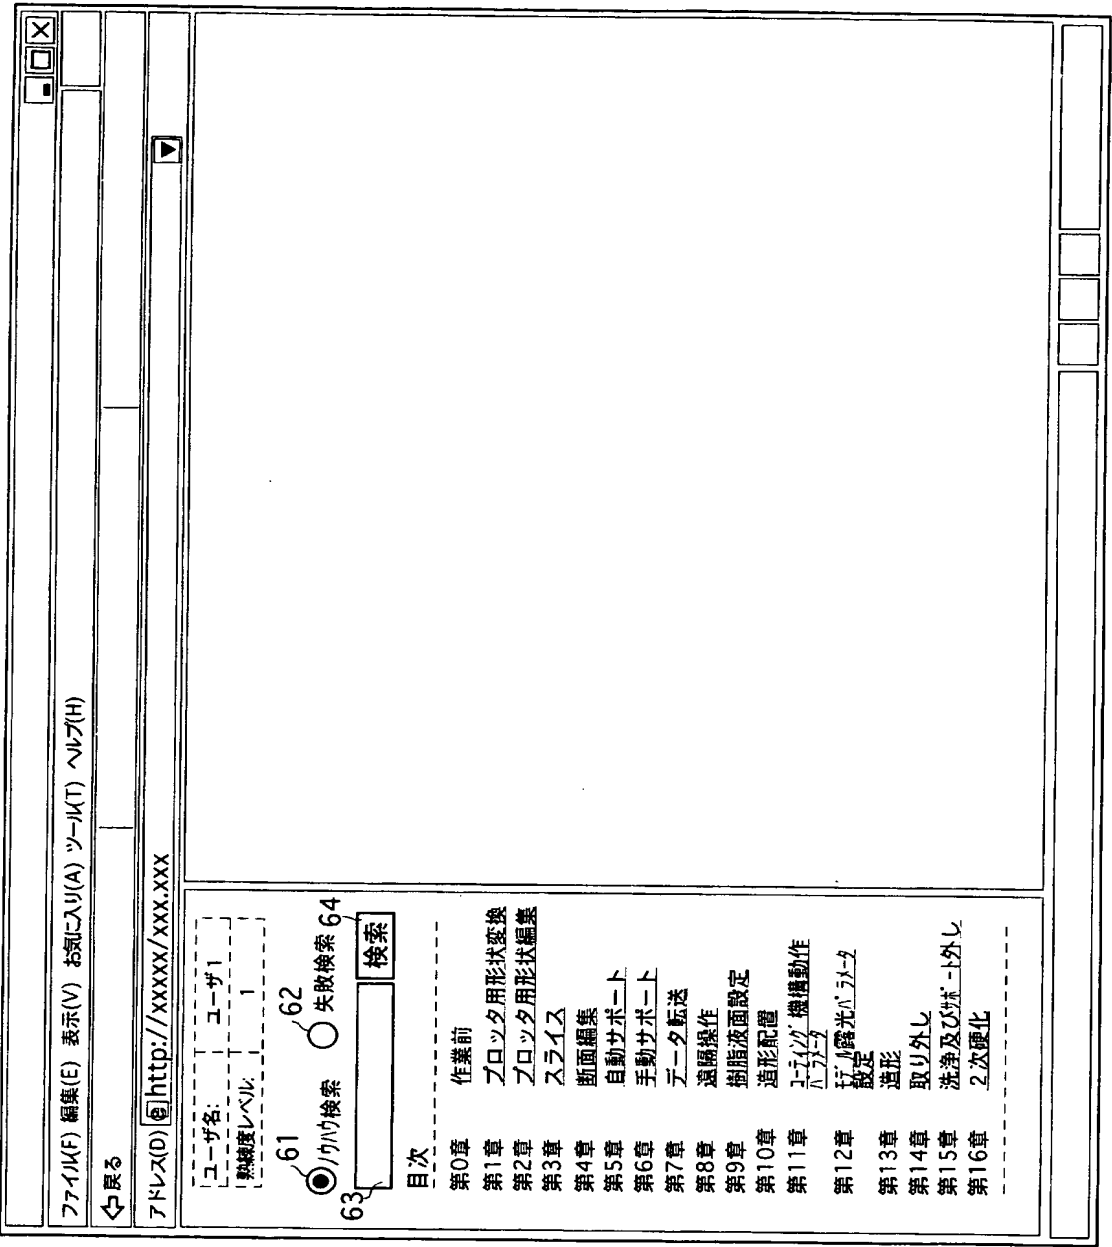 ファイル(F) 編集(E) 表示(V) お気に入り(A) ツール(T) ヘルプ(H)
戻る
アドレス(D) http://xxxxx/xxx.xxx
ユーザ名: ユーザ1
熟練度レベル: 1
61
62
ノウハウ検索 失敗検索
63
64
検索
目次
第0章 作業前
第1章 プロッタ用形状変換
第2章 プロッタ用形状編集
第3章 スライス
第4章 断面編集
第5章 自動サポート
第6章 手動サポート
第7章 データ転送
第8章 遠隔操作
第9章 樹脂液面設定
第10章 造形配置
第11章 コーティング機構動作
パラメータ
第12章 モデル露光パラメータ
設定
第13章 造形
第14章 取り外し
第15章 洗浄及びサポート外し
第16章 2次硬化